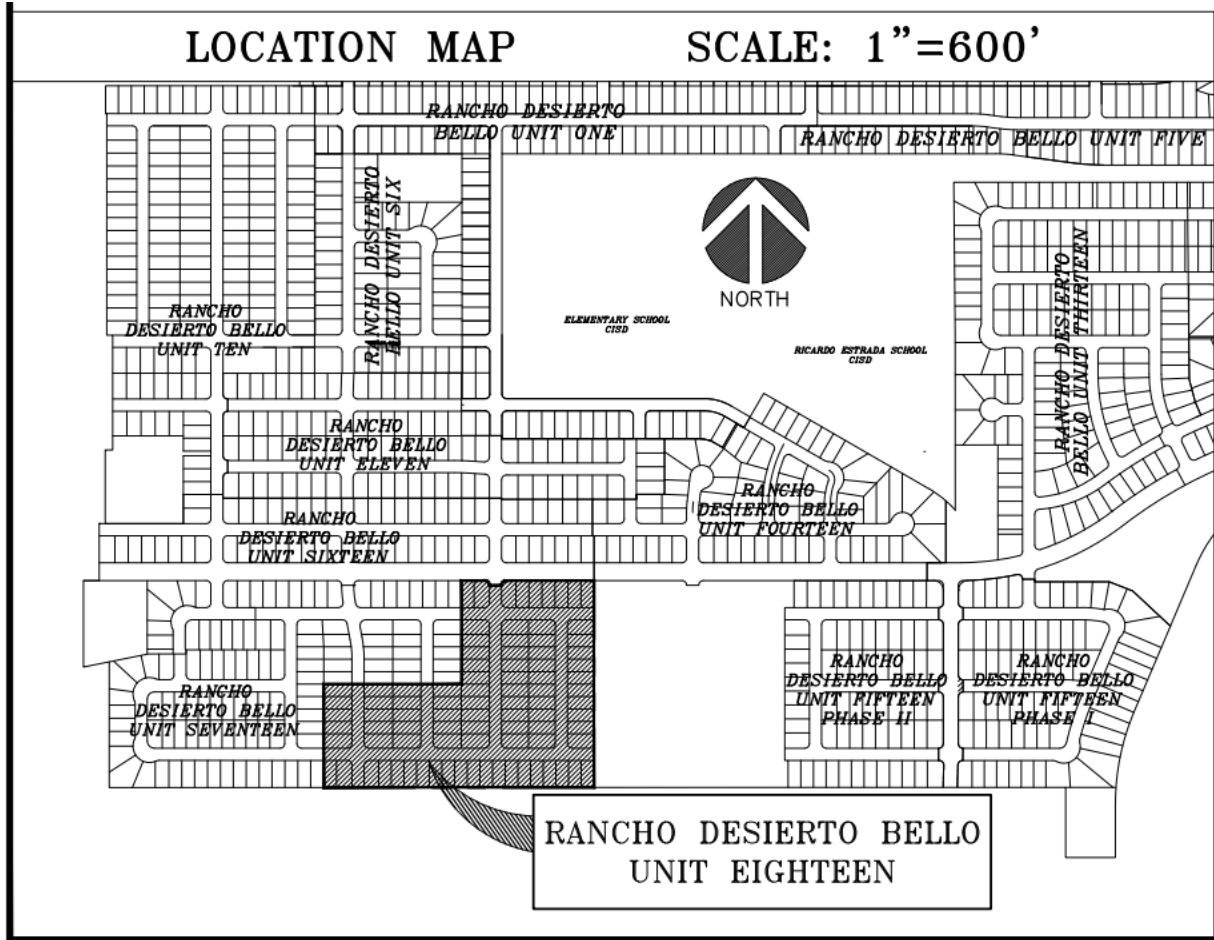 LOCATION MAP SCALE: 1"=600'
RANCHO DESIERTO
BELLO UNIT ONE
RANCHO DESIERTO BELLO UNIT FIVE
RANCHO DESIERTO
BELLO UNIT SIX
NORTH
RANCHO DESIERTO
BELLO UNIT THIRTEEN
RANCHO
DESIERTO BELLO
UNIT TEN
ELEMENTARY SCHOOL
CISD
RICARDO ESTRADA SCHOOL
CISD
RANCHO
DESIERTO BELLO
UNIT ELEVEN
RANCHO
DESIERTO BELLO
UNIT FOURTEEN
RANCHO
DESIERTO BELLO
UNIT SIXTEEN
RANCHO
DESIERTO BELLO
UNIT SEVENTEEN
RANCHO
DESIERTO BELLO
UNIT FIFTEEN
PHASE II
RANCHO
DESIERTO BELLO
UNIT FIFTEEN
PHASE I
RANCHO DESIERTO BELLO
UNIT EIGHTEEN